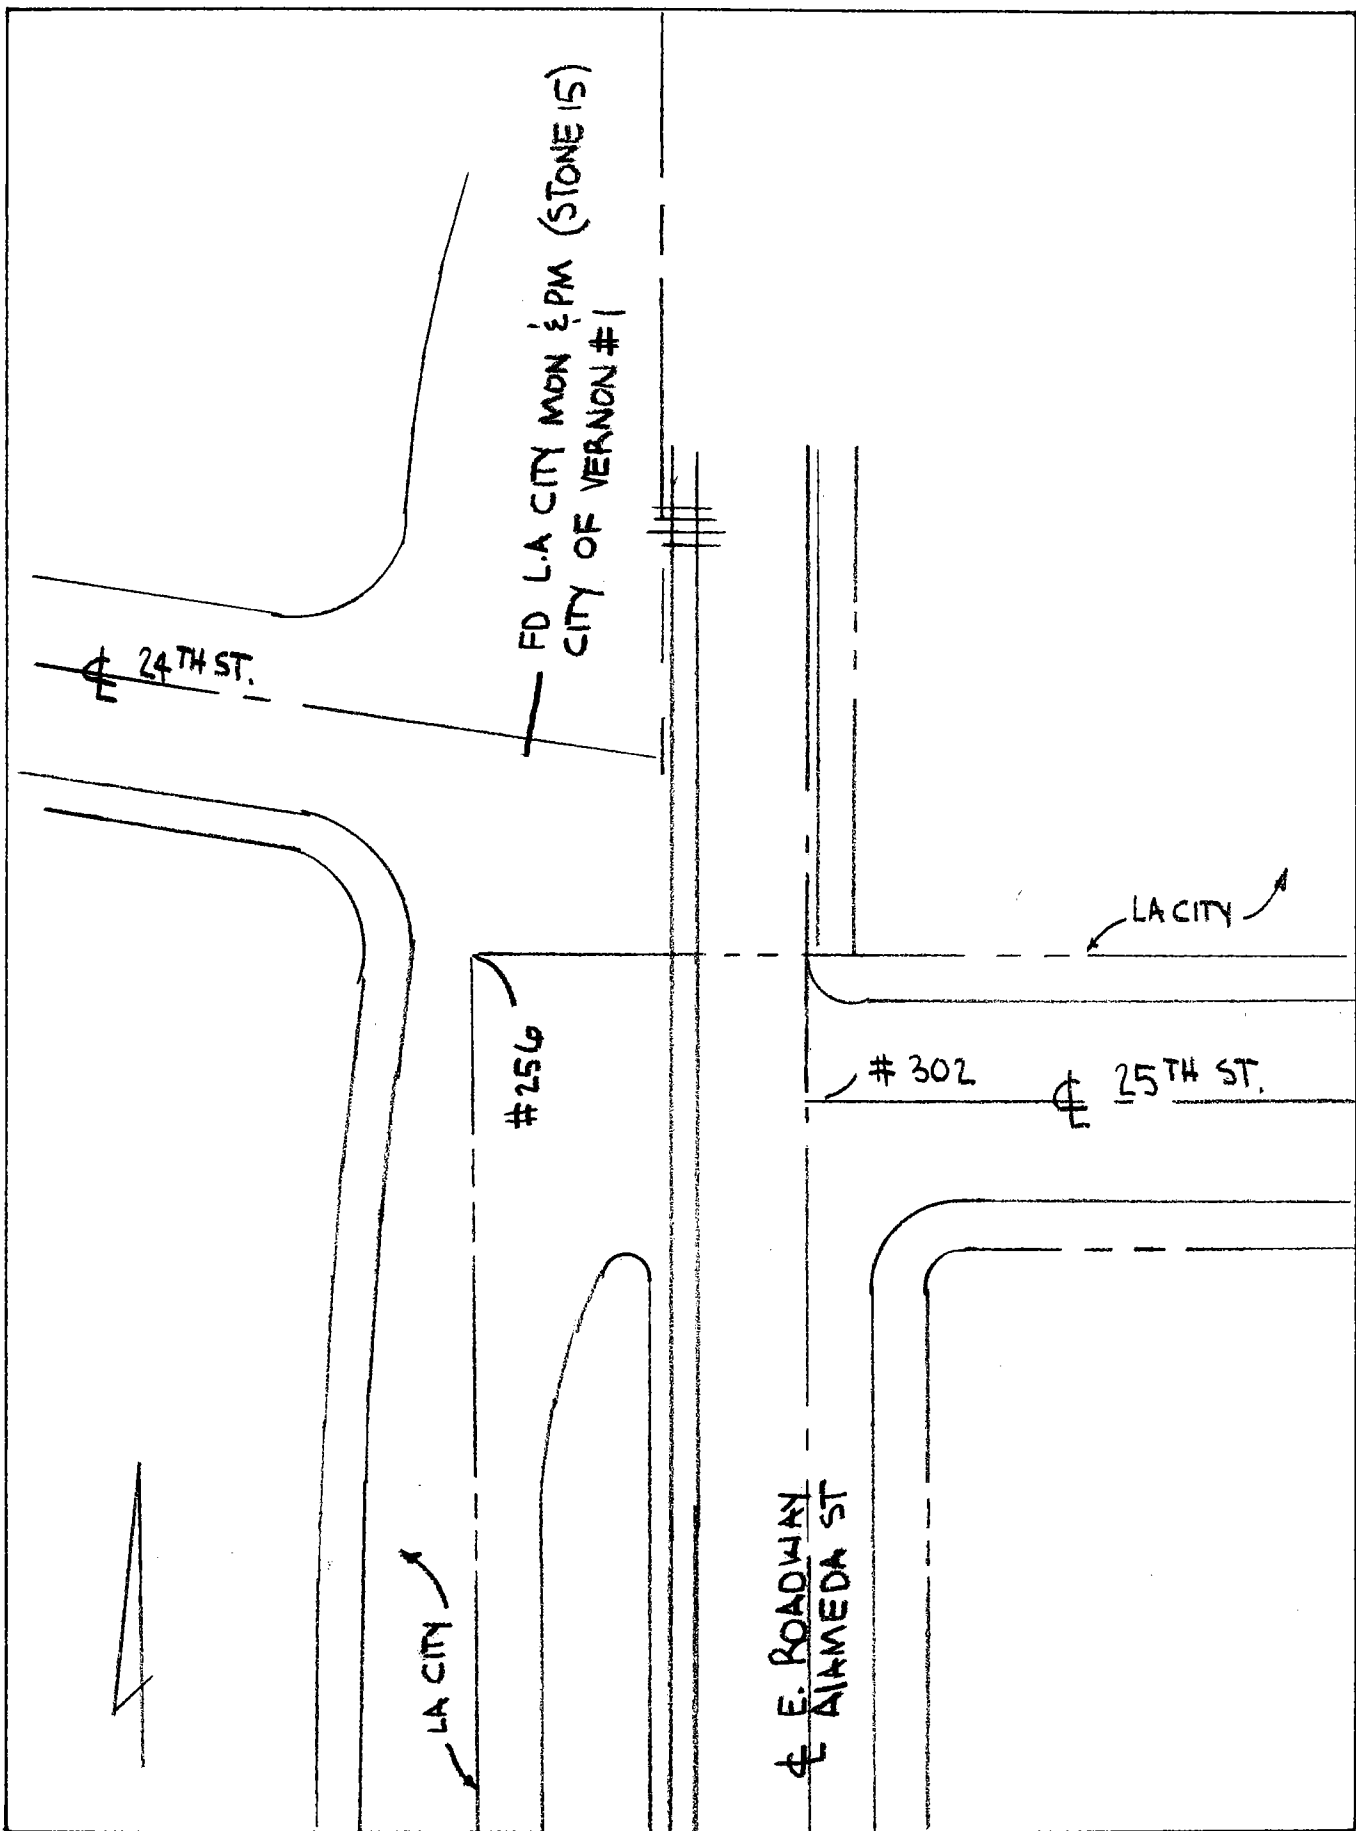 FD L.A CITY MON & PM (STONE 15)
CITY OF VERNON #1
℄ 24TH ST.
LA CITY
#256
# 302
℄ 25TH ST.
LA CITY
℄ E. ROADWAY
AlAMEDA ST